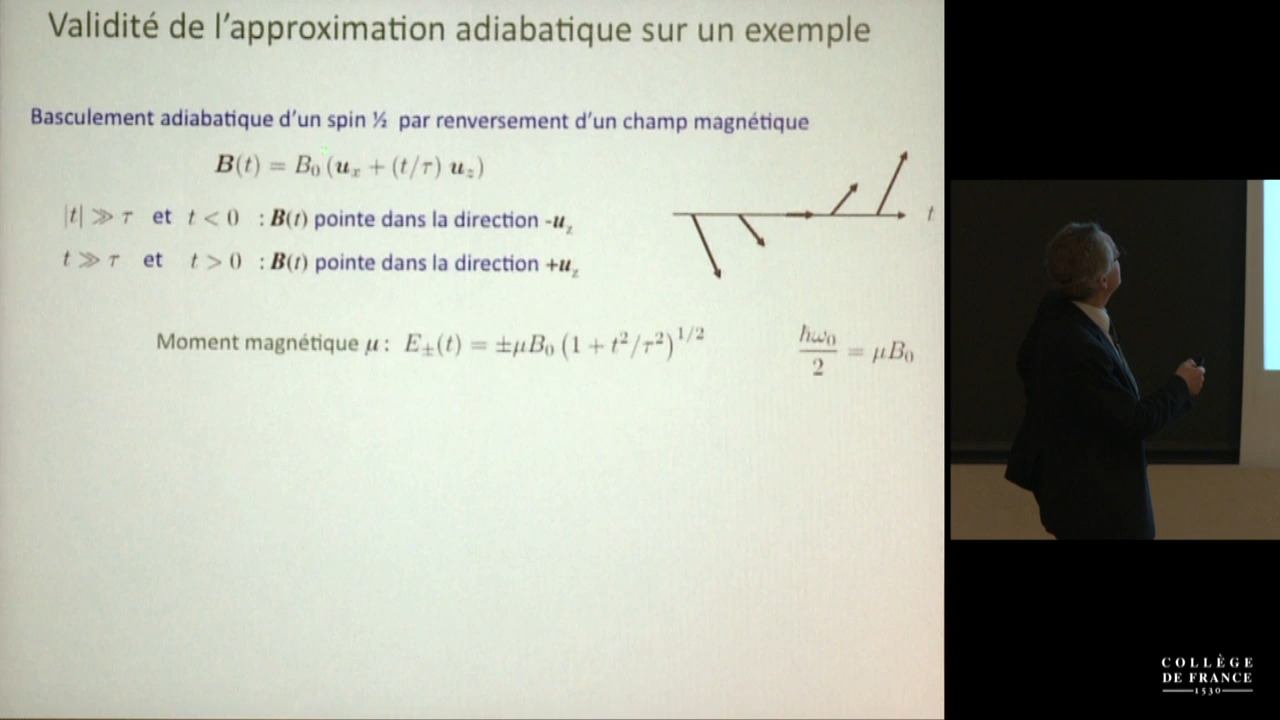 Validité de l'approximation adiabatique sur un exemple
Basculement adiabatique d'un spin ½ par renversement d'un champ magnétique
B(t) = B₀ (uₓ + (t/τ) u_z)
|t| ≫ τ et t < 0 : B(t) pointe dans la direction -u_z
t ≫ τ et t > 0 : B(t) pointe dans la direction +u_z
t
Moment magnétique μ : E±(t) = ±μB₀ (1 + t²/τ²)^{1/2}
ħω₀/2 = μB₀
COLLÈGE
DE FRANCE
1530